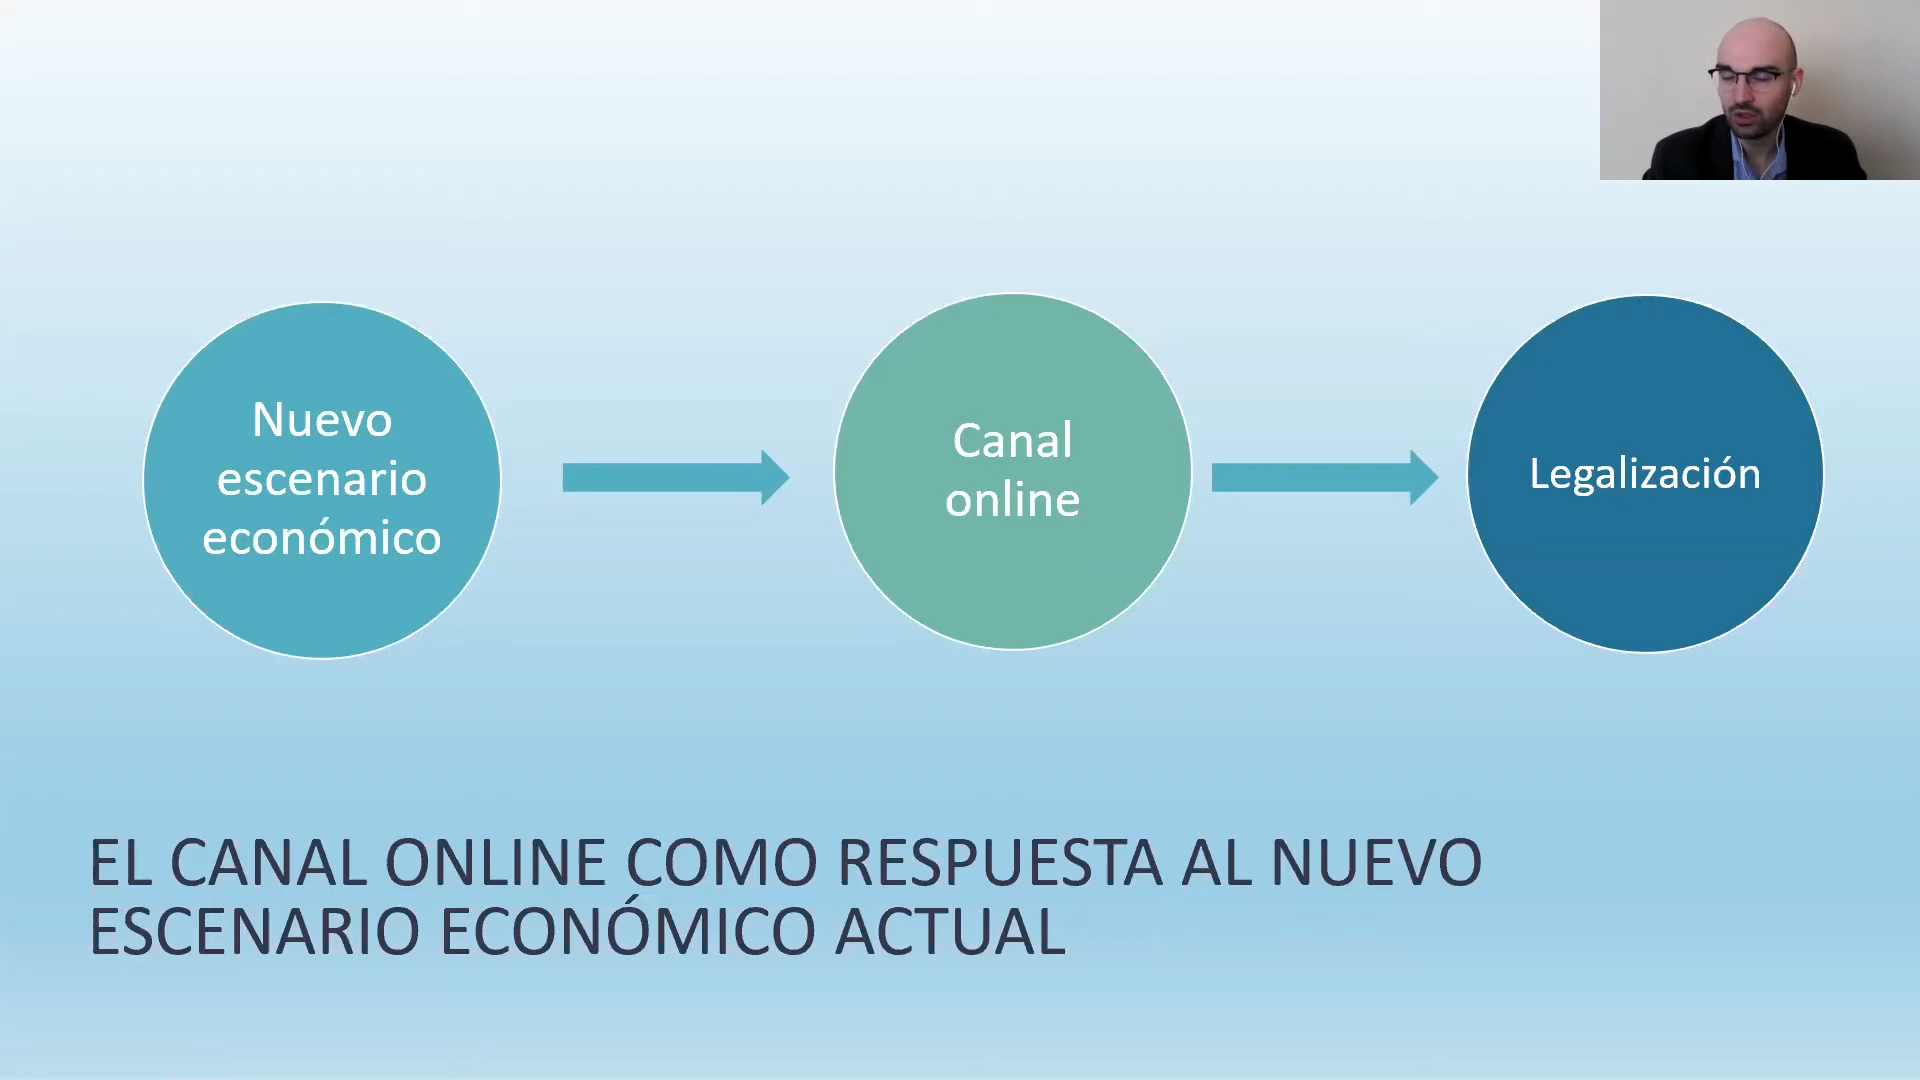 Nuevo
escenario
económico
Canal
online
Legalización
EL CANAL ONLINE COMO RESPUESTA AL NUEVO
ESCENARIO ECONÓMICO ACTUAL